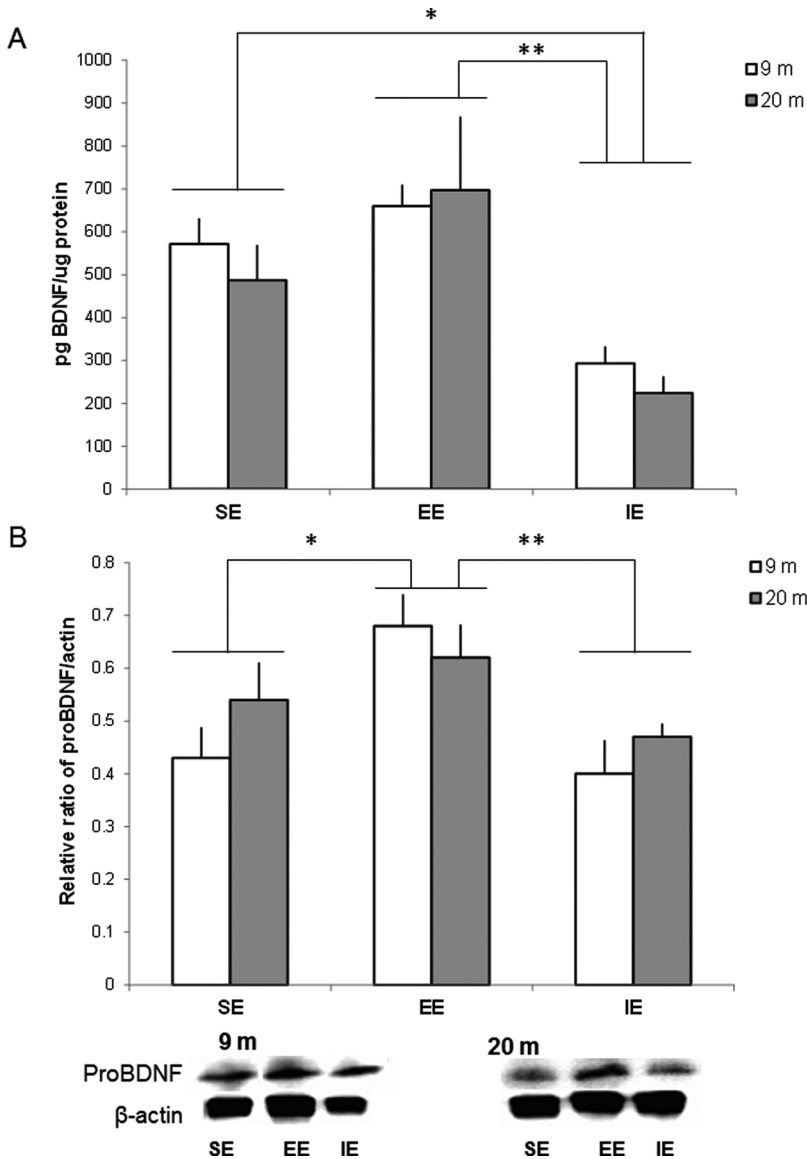 A
*
**
9 m
20 m
1000
900
800
700
600
500
400
300
200
100
0
pg BDNF/ug protein
SE EE IE
B
*
**
9 m
20 m
0.8
0.7
0.6
0.5
0.4
0.3
0.2
0.1
0
Relative ratio of proBDNF/actin
SE EE IE
9 m 20 m
ProBDNF
β-actin
SE EE IE SE EE IE